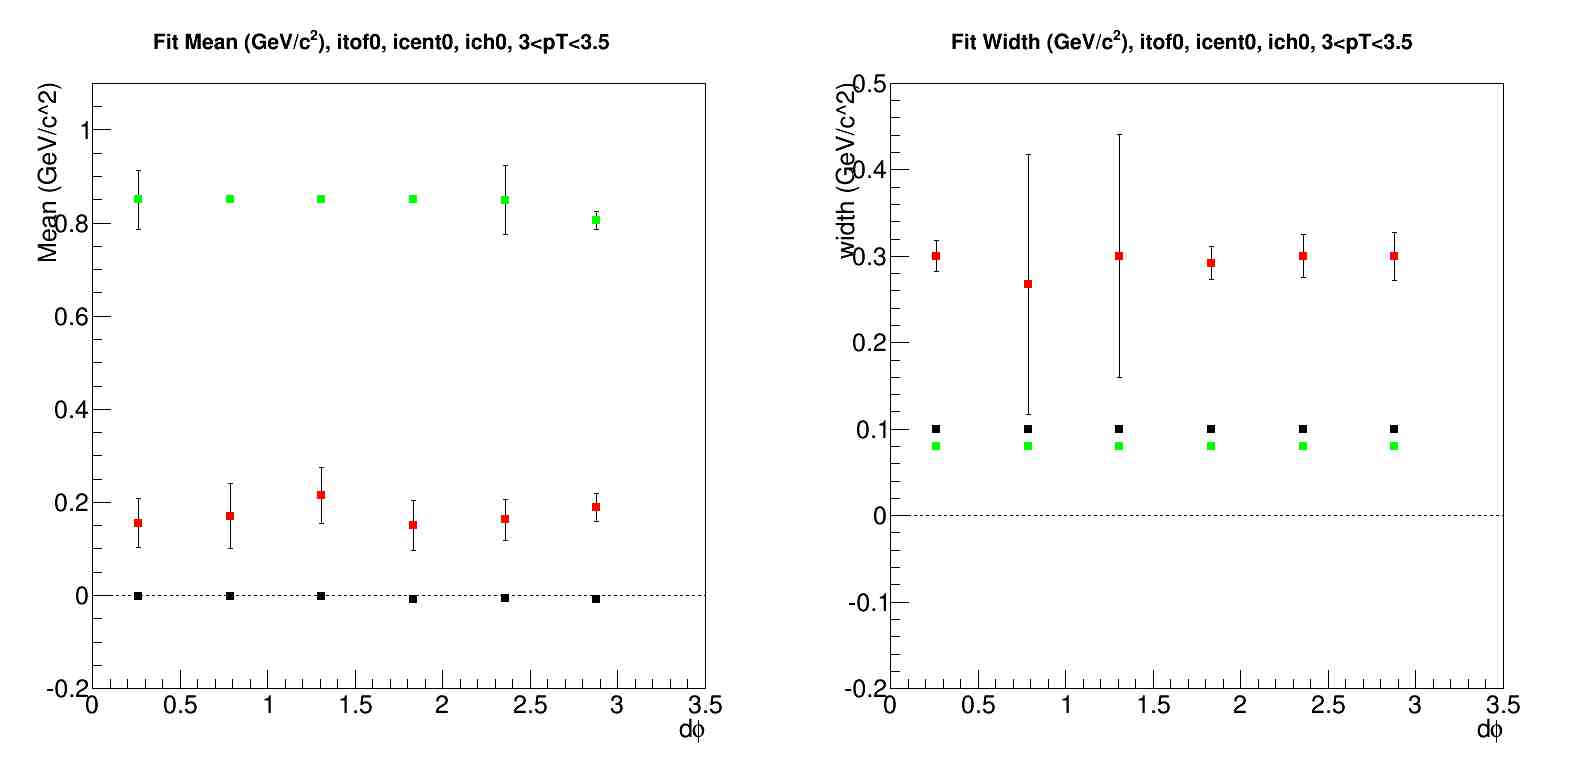 Fit Mean (GeV/c²), itof0, icent0, ich0, 3<pT<3.5
Mean (GeV/c^2)
1
0.8
0.6
0.4
0.2
0
-0.2
0 0.5 1 1.5 2 2.5 3 3.5
dϕ
Fit Width (GeV/c²), itof0, icent0, ich0, 3<pT<3.5
width (GeV/c^2)
0.5
0.4
0.3
0.2
0.1
0
-0.1
-0.2
0 0.5 1 1.5 2 2.5 3 3.5
dϕ